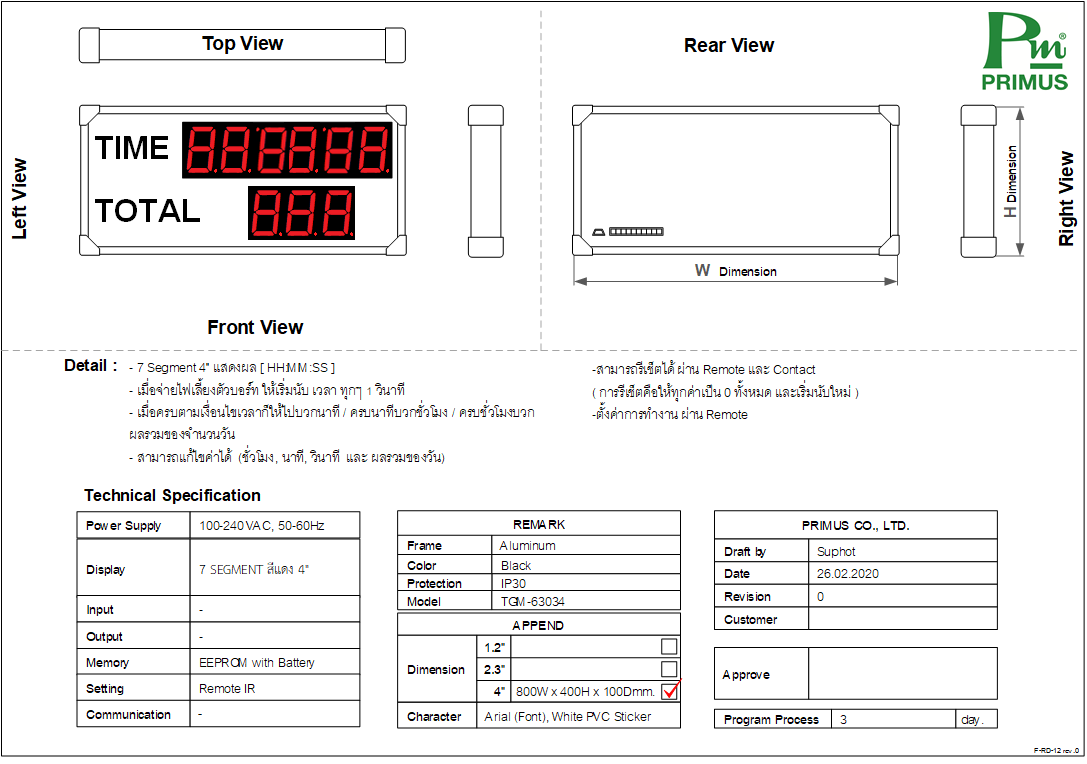 Top View
Rear View
Pm®
PRIMUS
Left View
TIME 88:88:88
TOTAL 888
H Dimension
Right View
W Dimension
Front View
Detail :
- 7 Segment 4" แสดงผล [ HH:MM:SS ]
- เมื่อจ่ายไฟเลี้ยงตัวบอร์ท ให้เริ่มนับ เวลา ทุกๆ 1 วินาที
- เมื่อครบตามเงื่อนไขเวลาก็ให้ไปบวกนาที / ครบนาทีบวกชั่วโมง / ครบชั่วโมงบวก
ผลรวมของจำนวนวัน
- สามารถแก้ไขค่าได้ (ชั่วโมง, นาที, วินาที และ ผลรวมของวัน)
-สามารถรีเซ็ตได้ ผ่าน Remote และ Contact
( การรีเซ็ตคือให้ทุกค่าเป็น 0 ทั้งหมด และเริ่มนับใหม่ )
-ตั้งค่าการทำงาน ผ่าน Remote
Technical Specification
Power Supply 100-240VAC, 50-60Hz
Display 7 SEGMENT สีแดง 4"
Input -
Output -
Memory EEPROM with Battery
Setting Remote IR
Communication -
REMARK
Frame Aluminum
Color Black
Protection IP30
Model TGM-63034
APPEND
Dimension
1.2"
2.3"
4" 800W x 400H x 100Dmm.
Character Arial (Font), White PVC Sticker
PRIMUS CO., LTD.
Draft by Suphot
Date 26.02.2020
Revision 0
Customer
Approve
Program Process 3 day.
F-RD-12 rev.0